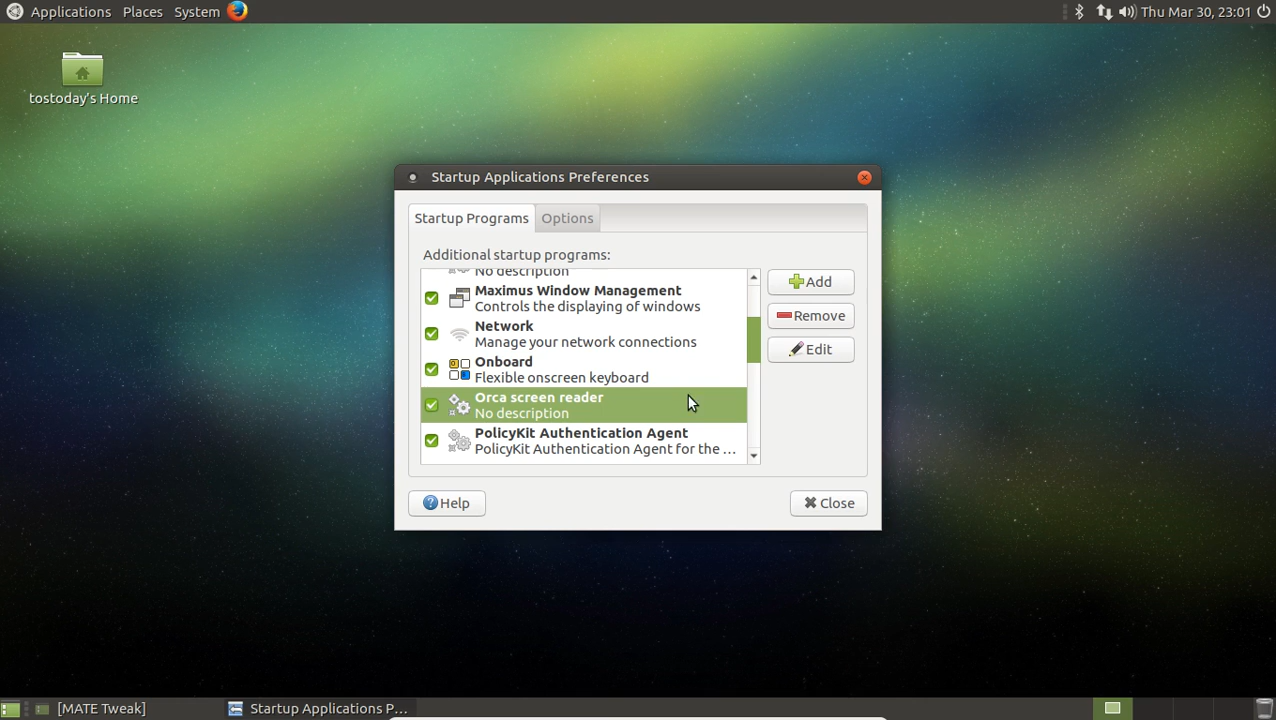 Applications Places System Thu Mar 30, 23:01
tostoday's Home
Startup Applications Preferences
Startup Programs Options
Additional startup programs:
No description
Maximus Window Management
Controls the displaying of windows
Network
Manage your network connections
Onboard
Flexible onscreen keyboard
Orca screen reader
No description
PolicyKit Authentication Agent
PolicyKit Authentication Agent for the ...
Add
Remove
Edit
Help
Close
[MATE Tweak] Startup Applications P...